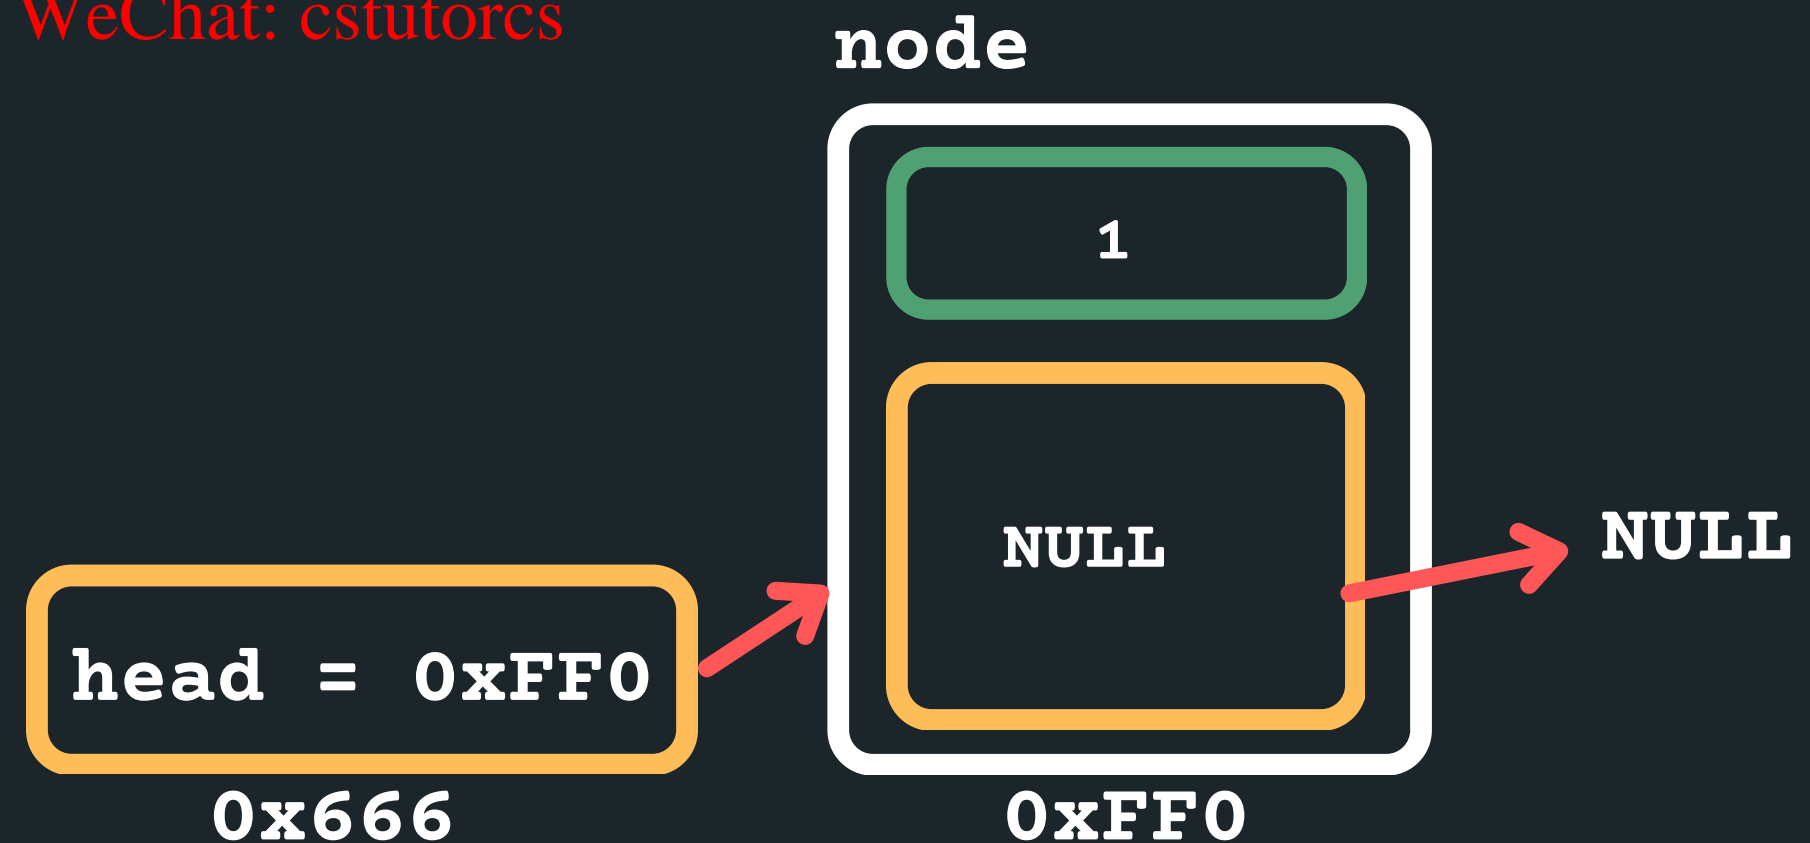 WeChat: cstutorcs
node
1
NULL
NULL
head = 0xFF0
0x666
0xFF0